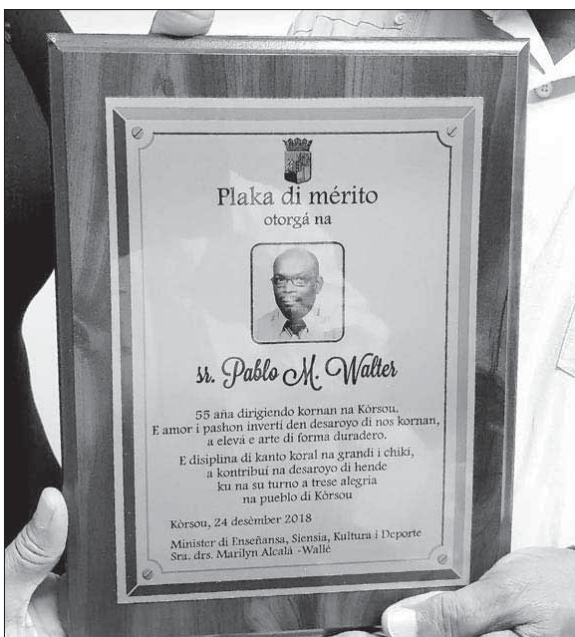 Plaka di mérito
otorgá na
sr. Pablo M. Walter
55 aña dirigiendo kornan na Kòrsou.
E amor i pashon invertí den desaroyo di nos kornan,
a elevá e arte di forma duradero.
E disiplina di kanto koral na grandi i chikí,
a kontribuí na desaroyo di hende
ku na su turno a trese alegria
na pueblo di Kòrsou
Kòrsou, 24 desèmber 2018
Minister di Enseñansa, Siensia, Kultura i Deporte
Sra. drs. Marilyn Alcalá -Wallé